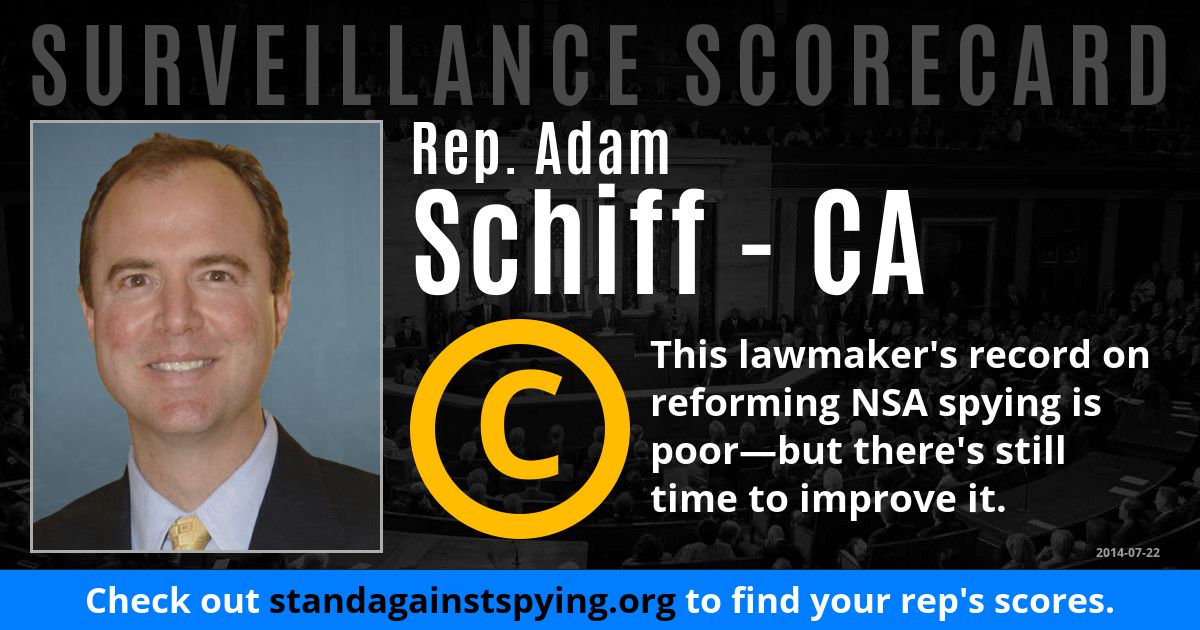 SURVEILLANCE SCORECARD
Rep. Adam
Schiff - CA
C
This lawmaker's record on
reforming NSA spying is
poor—but there's still
time to improve it.
2014-07-22
Check out standagainstspying.org to find your rep's scores.